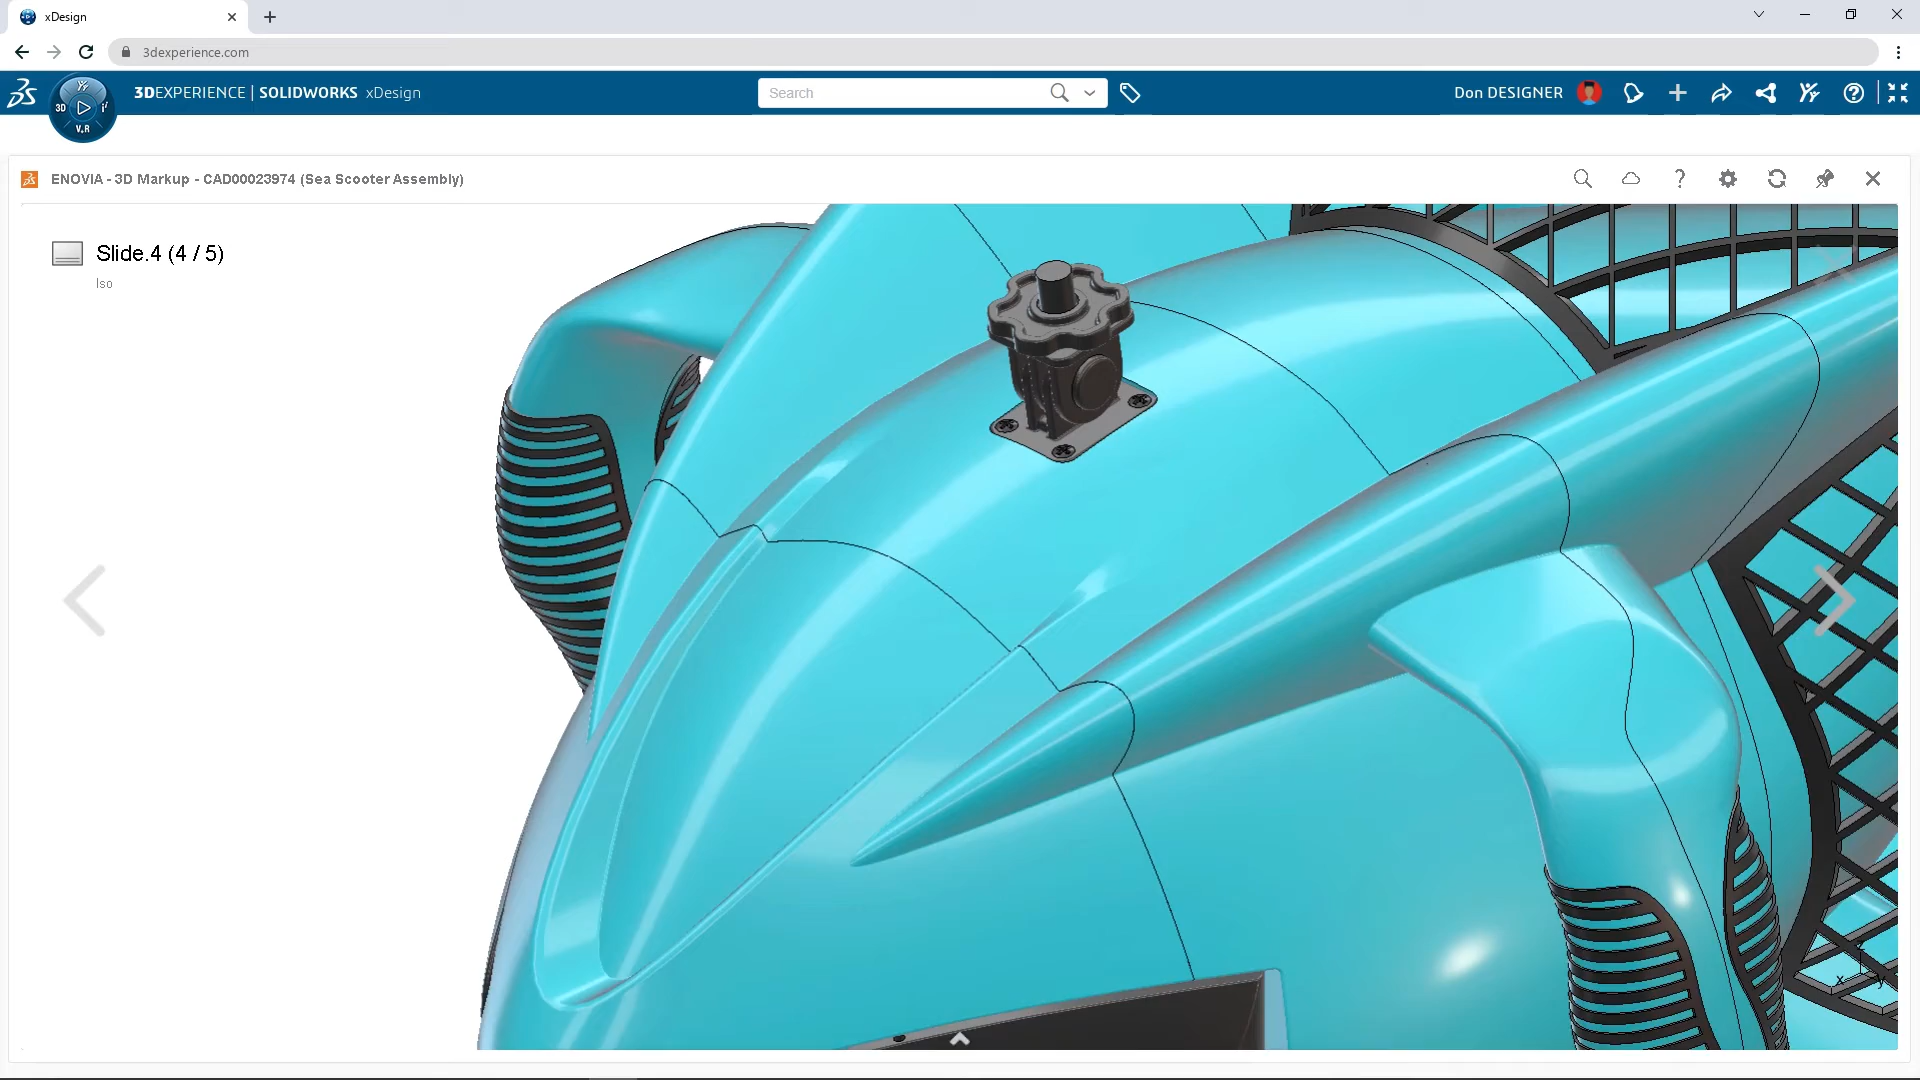 xDesign
3dexperience.com
3DEXPERIENCE | SOLIDWORKS xDesign
Search
Don DESIGNER
3D
V.R
ENOVIA - 3D Markup - CAD00023974 (Sea Scooter Assembly)
Slide.4 (4 / 5)
Iso
x
y